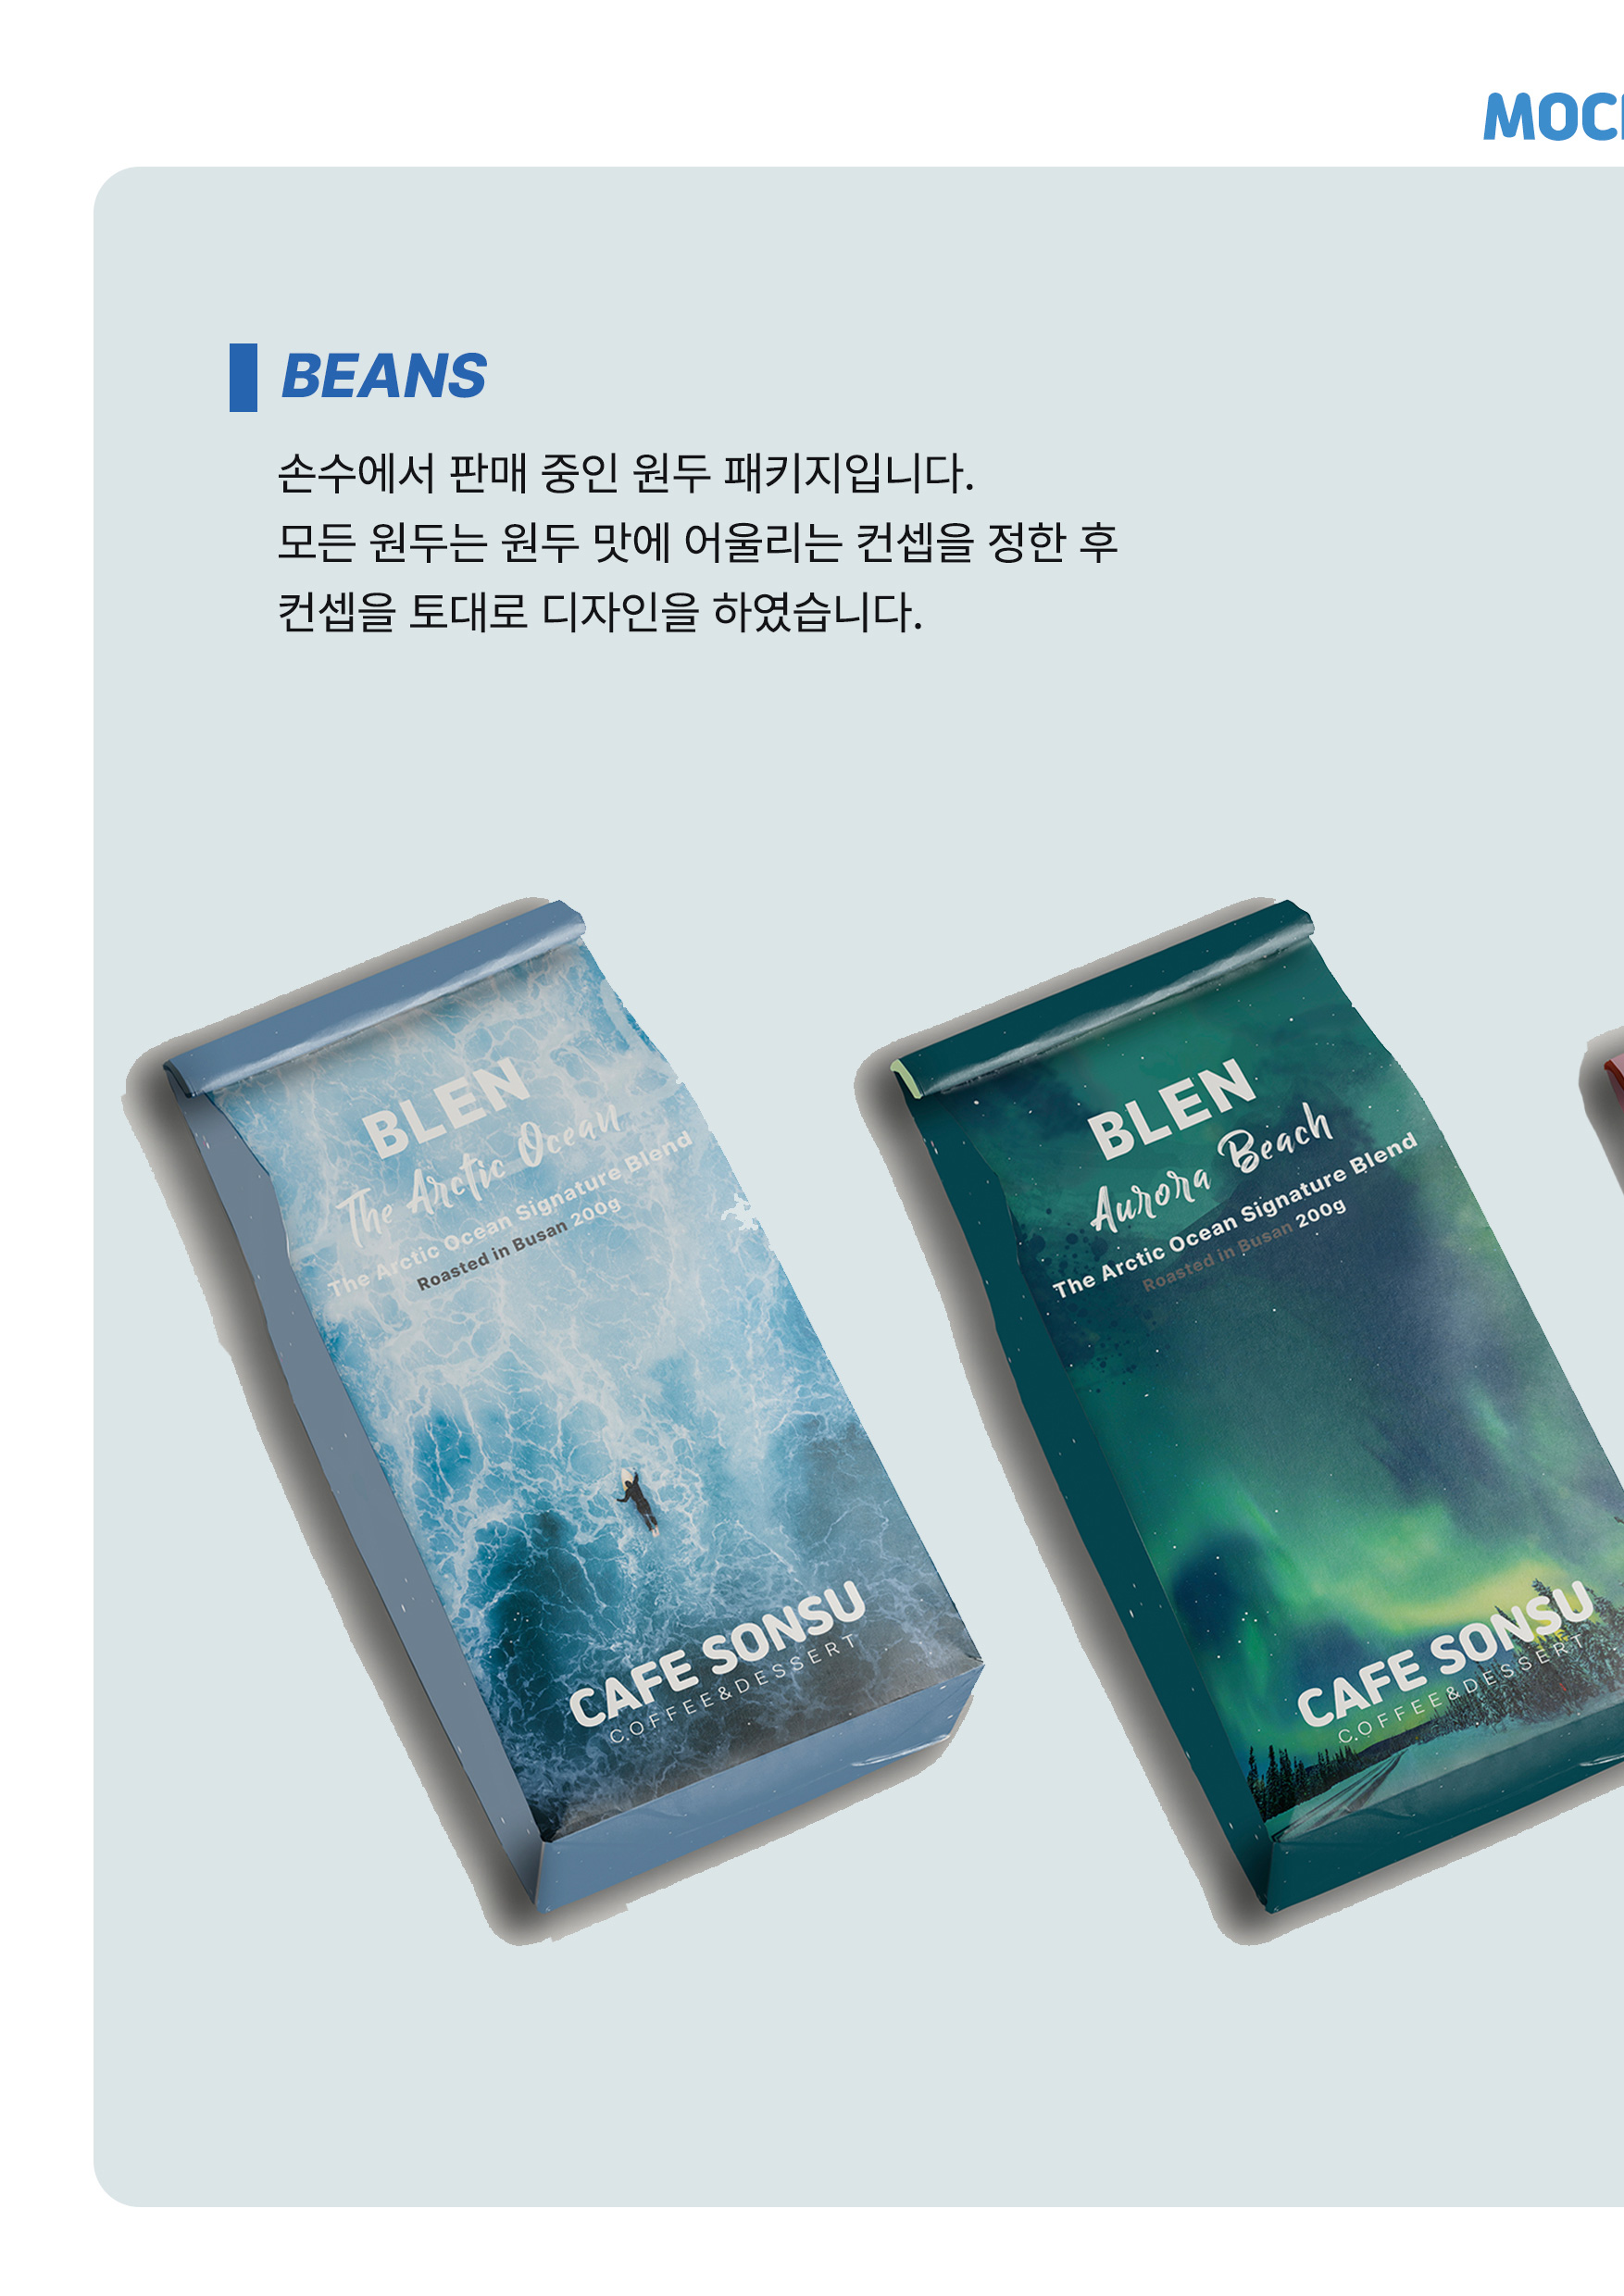 BEANS
손수에서 판매 중인 원두 패키지입니다.
모든 원두는 원두 맛에 어울리는 컨셉을 정한 후
컨셉을 토대로 디자인을 하였습니다.
BLEN
The Arctic Ocean
The Arctic Ocean Signature Blend
Roasted in Busan 200g
CAFE SONSU
COFFEE&DESSERT
BLEN
Aurora Beach
The Arctic Ocean Signature Blend
Roasted in Busan 200g
CAFE SONSU
COFFEE&DESSERT